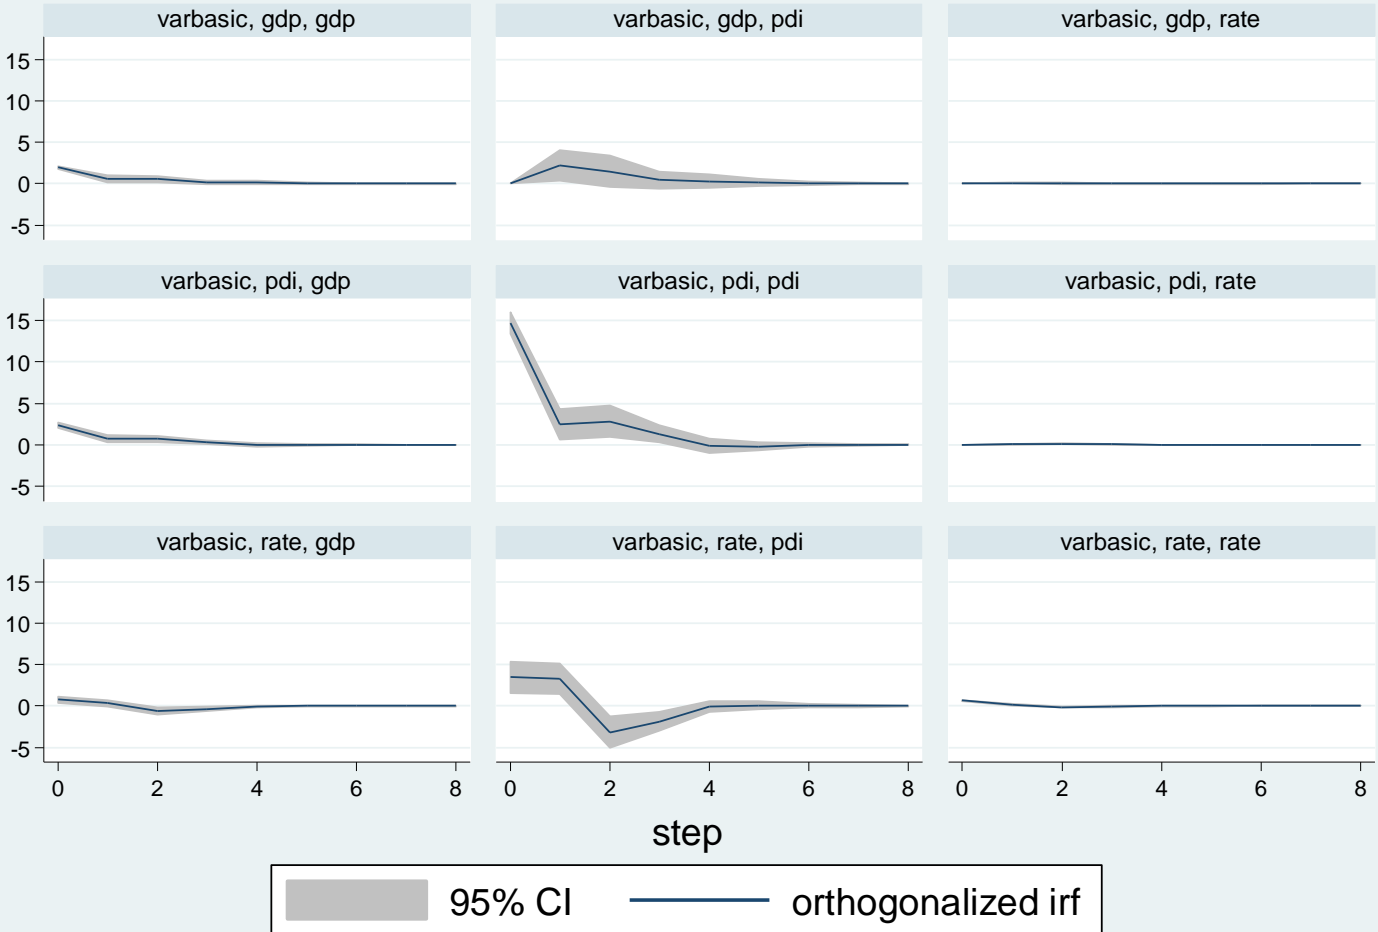 varbasic, gdp, gdp
varbasic, gdp, pdi
varbasic, gdp, rate
15
10
5
0
-5
varbasic, pdi, gdp
varbasic, pdi, pdi
varbasic, pdi, rate
15
10
5
0
-5
varbasic, rate, gdp
varbasic, rate, pdi
varbasic, rate, rate
15
10
5
0
-5
0 2 4 6 8
0 2 4 6 8
0 2 4 6 8
step
95% CI
orthogonalized irf